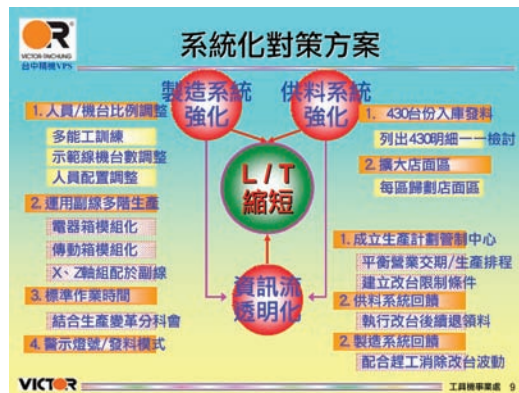 VICTOR-TAICHUNG
台中精機VPS
系統化對策方案
製造系統
強化
供料系統
強化
L / T
縮短
資訊流
透明化
1. 人員/機台比例調整
多能工訓練
示範線機台數調整
人員配置調整
2. 運用副線多階生產
電器箱模組化
傳動箱模組化
X、Z軸組配於副線
3. 標準作業時間
結合生產變革分科會
4. 警示燈號/發料模式
1. 430台份入庫發料
列出430明細一一檢討
2. 擴大店面區
每區歸劃店面區
1. 成立生產計劃管制中心
平衡營業交期/生產排程
建立改台限制條件
2. 供料系統回饋
執行改台後續退領料
2. 製造系統回饋
配合趕工消除改台波動
VICTOR
工具機事業處 9